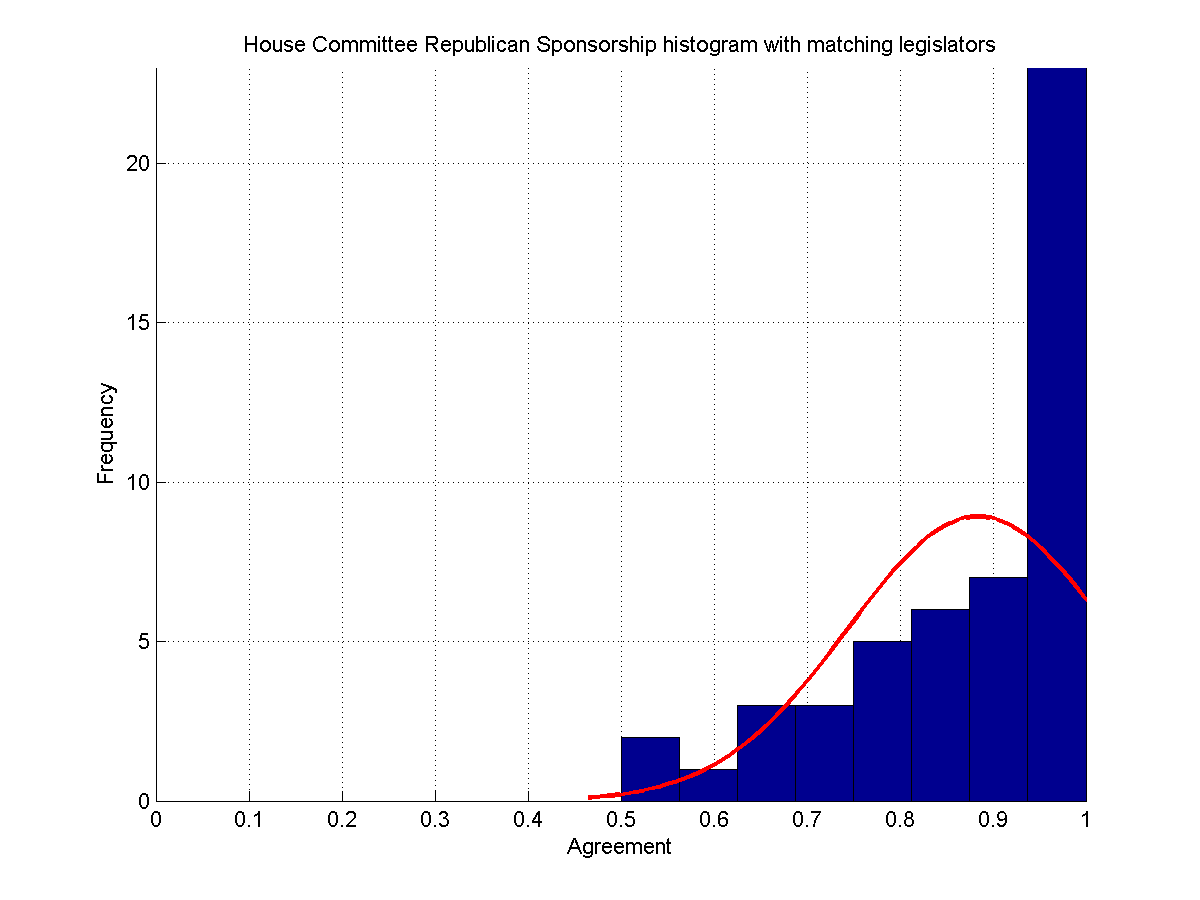 House Committee Republican Sponsorship histogram with matching legislators
Frequency
20
15
10
5
0
0 0.1 0.2 0.3 0.4 0.5 0.6 0.7 0.8 0.9 1
Agreement